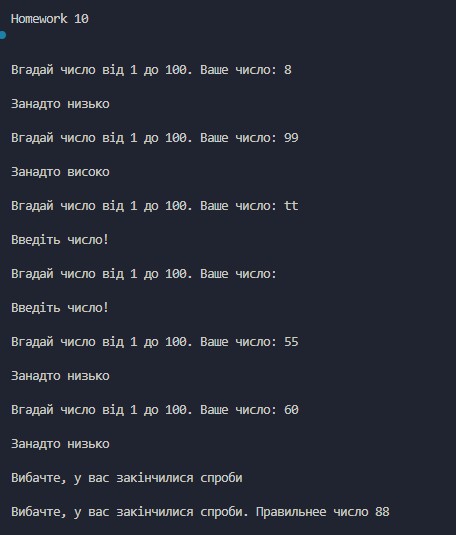 Homework 10
Вгадай число від 1 до 100. Ваше число: 8
Занадто низько
Вгадай число від 1 до 100. Ваше число: 99
Занадто високо
Вгадай число від 1 до 100. Ваше число: tt
Введіть число!
Вгадай число від 1 до 100. Ваше число:
Введіть число!
Вгадай число від 1 до 100. Ваше число: 55
Занадто низько
Вгадай число від 1 до 100. Ваше число: 60
Занадто низько
Вибачте, у вас закінчилися спроби
Вибачте, у вас закінчилися спроби. Правильнее число 88